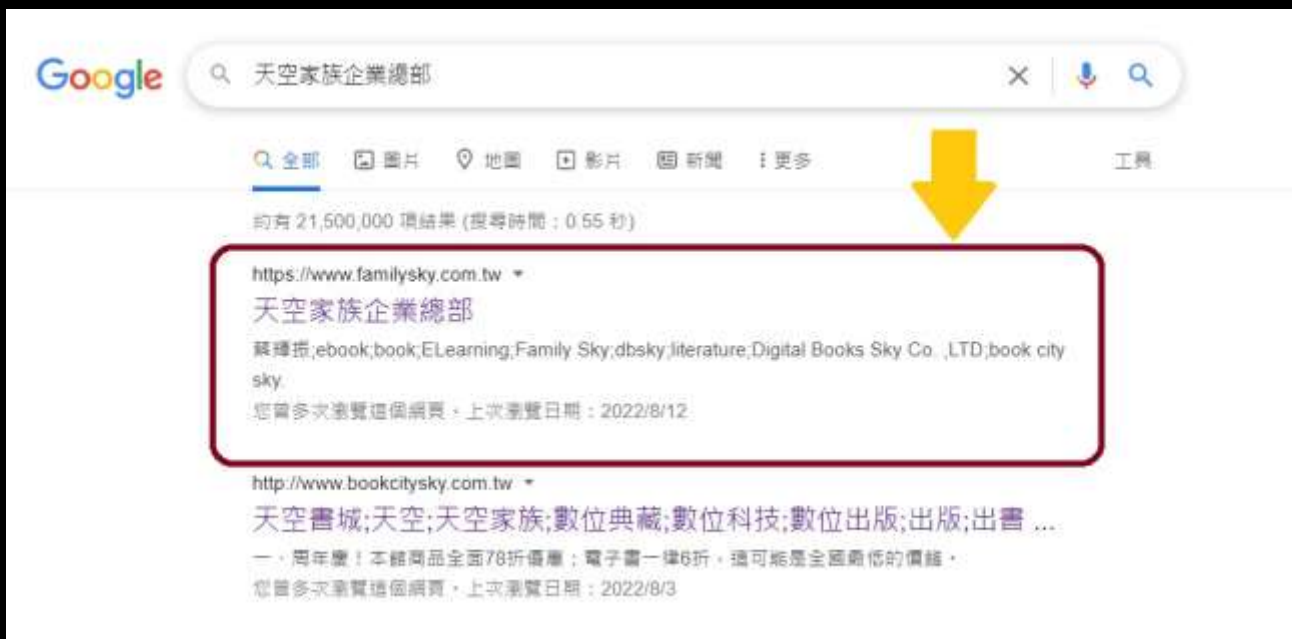 Google
天空家族企業總部
全部 圖片 地圖 影片 新聞 更多 工具
約有 21,500,000 項結果 (搜尋時間：0.55 秒)
https://www.familysky.com.tw
天空家族企業總部
蔡輝振;ebook;book;ELearning;Family Sky;dbsky;literature;Digital Books Sky Co. ,LTD;book city
sky.
您曾多次瀏覽這個網頁。上次瀏覽日期：2022/8/12
http://www.bookcitysky.com.tw
天空書城;天空;天空家族;數位典藏;數位科技;數位出版;出版;出書 ...
一、周年慶！本館商品全面78折優惠；電子書一律6折，這可能是全國最低的價錢。
您曾多次瀏覽這個網頁。上次瀏覽日期：2022/8/3